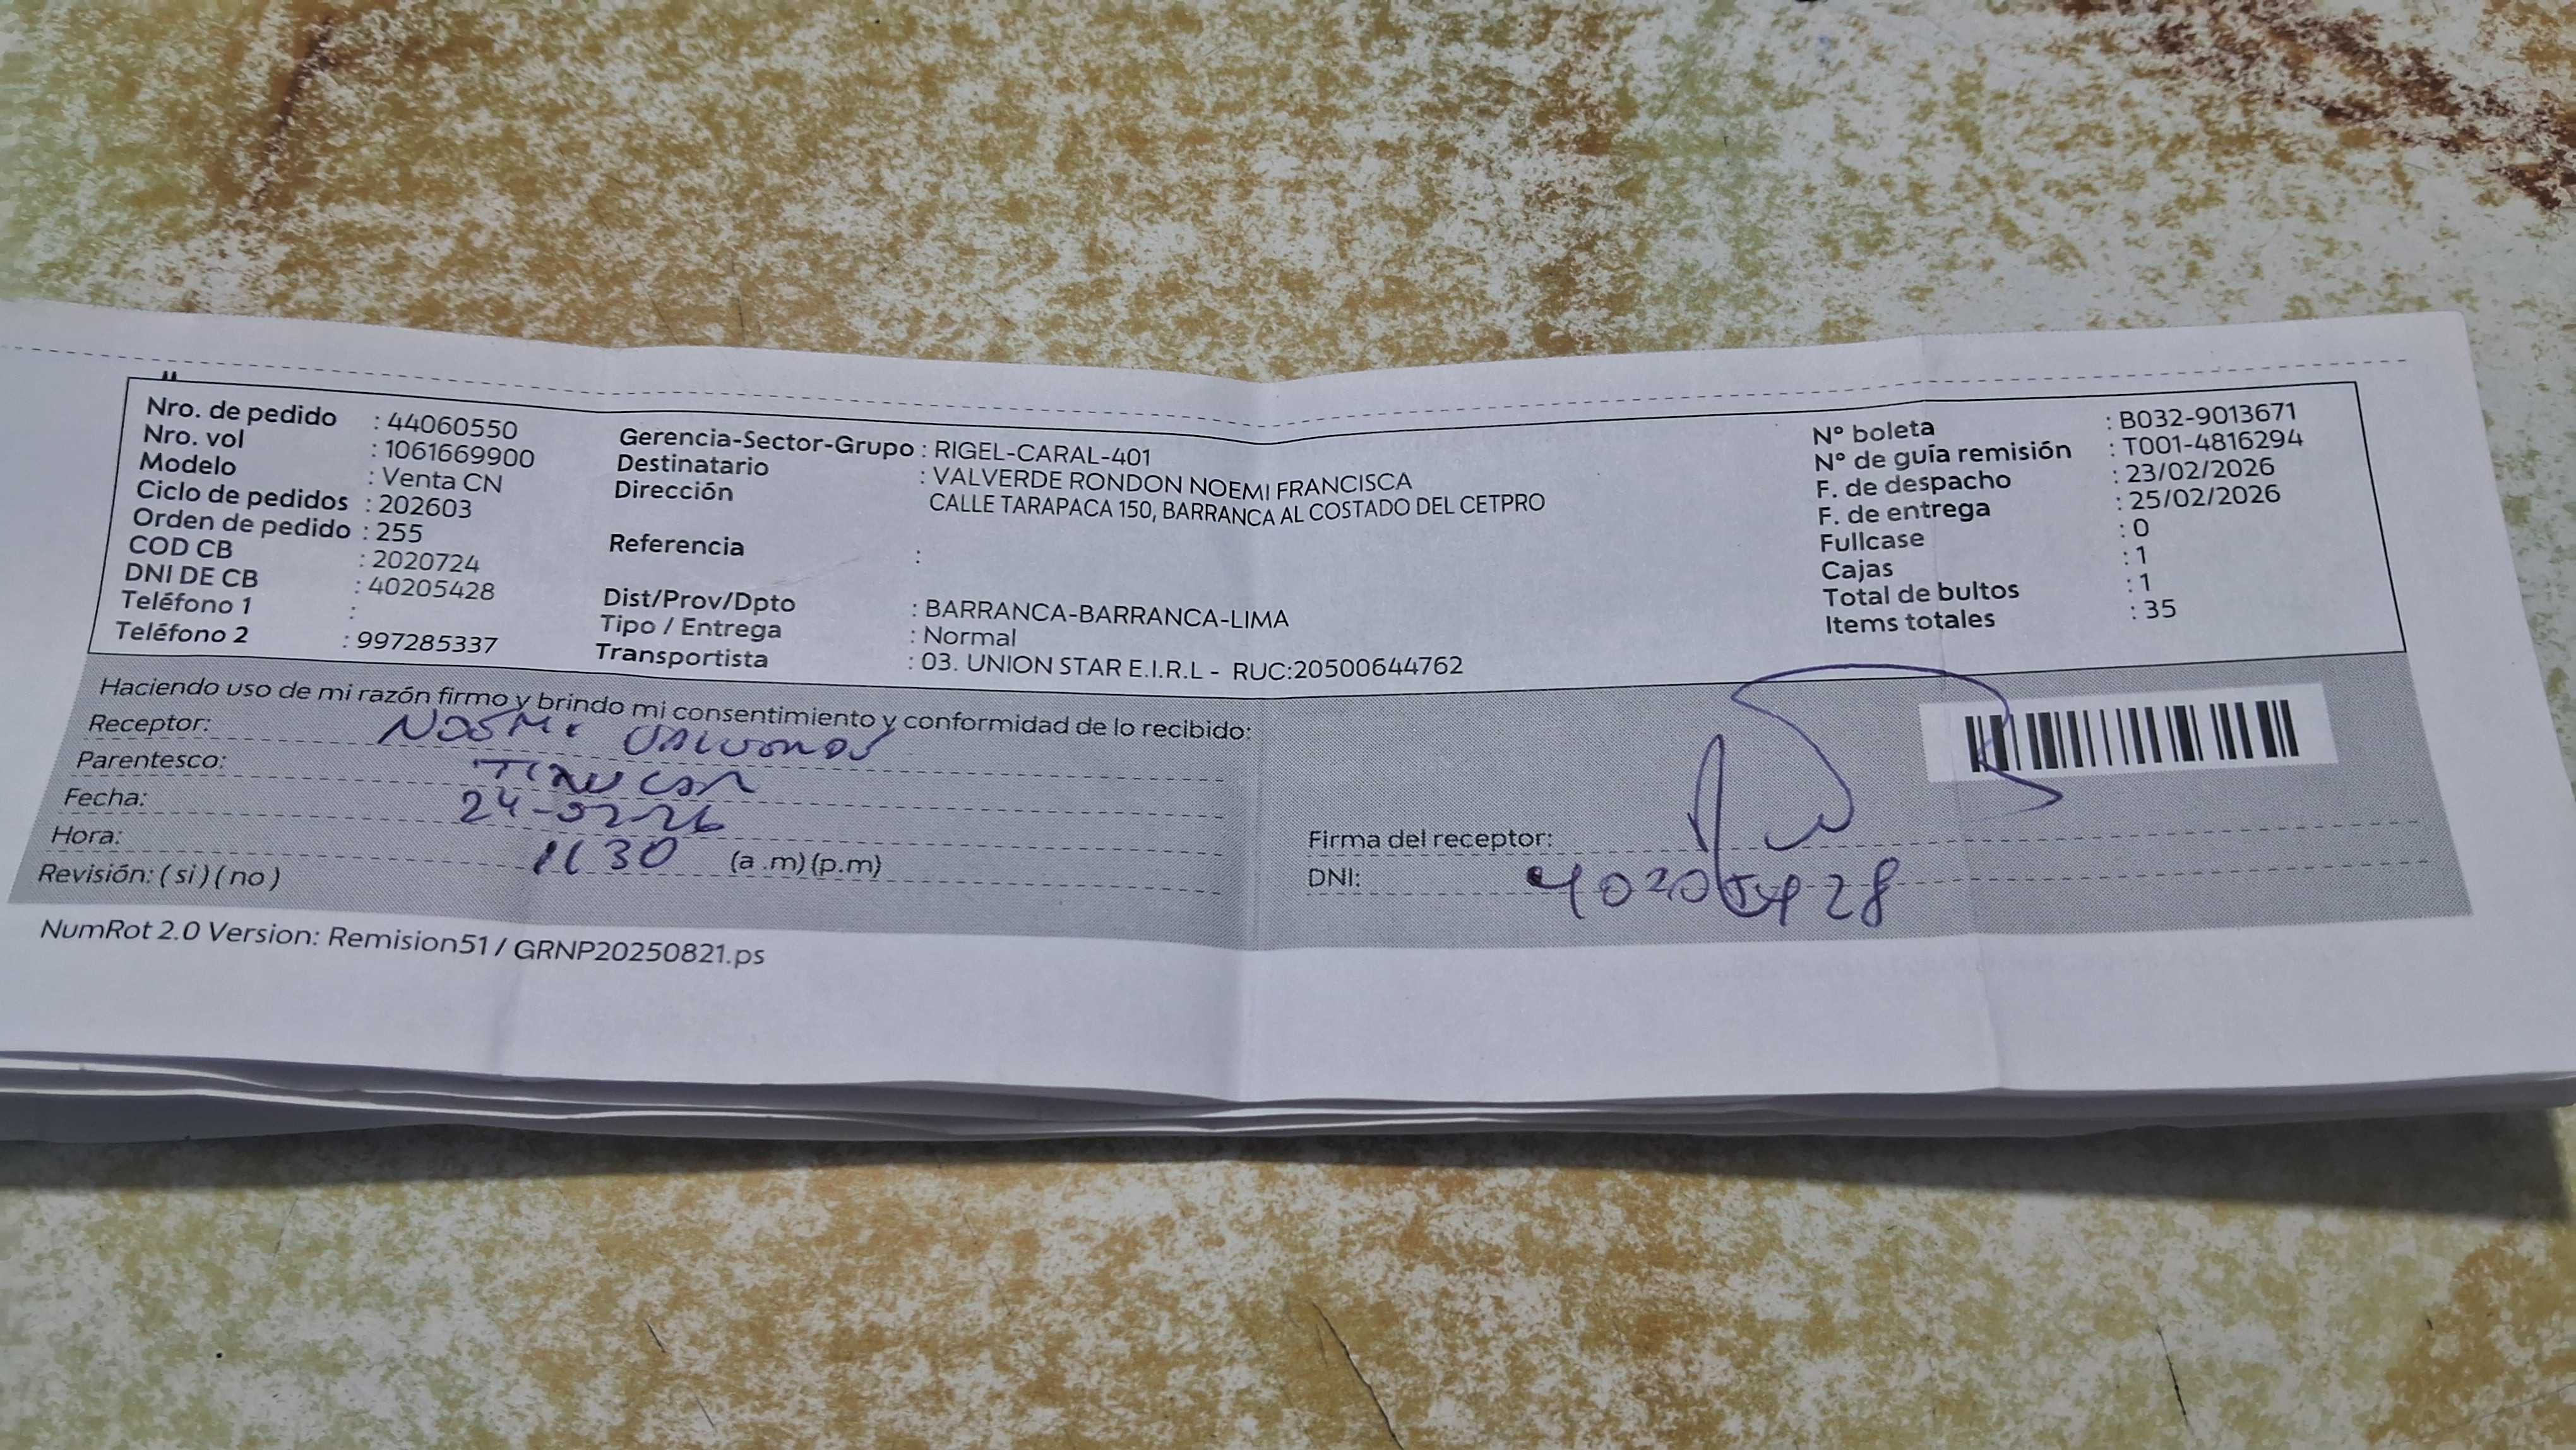 Nro. de pedido : 44060550
Nro. vol : 1061669900
Modelo : Venta CN
Ciclo de pedidos : 202603
Orden de pedido : 255
COD CB : 2020724
DNI DE CB : 40205428
Teléfono 1 :
Teléfono 2 : 997285337
Gerencia-Sector-Grupo : RIGEL-CARAL-401
Destinatario : VALVERDE RONDON NOEMI FRANCISCA
Dirección CALLE TARAPACA 150, BARRANCA AL COSTADO DEL CETPRO
Referencia :
Dist/Prov/Dpto : BARRANCA-BARRANCA-LIMA
Tipo / Entrega : Normal
Transportista : 03. UNION STAR E.I.R.L - RUC:20500644762
N° boleta : B032-9013671
N° de guía remisión : T001-4816294
F. de despacho : 23/02/2026
F. de entrega : 25/02/2026
Fullcase : 0
Cajas : 1
Total de bultos : 1
Items totales : 35
Haciendo uso de mi razón firmo y brindo mi consentimiento y conformidad de lo recibido:
Receptor:
Parentesco:
Fecha: 24-02-26
Hora: 1130 (a .m) (p.m)
Revisión: ( si ) ( no )
Firma del receptor:
DNI: 40205428
NumRot 2.0 Version: Remision51 / GRNP20250821.ps